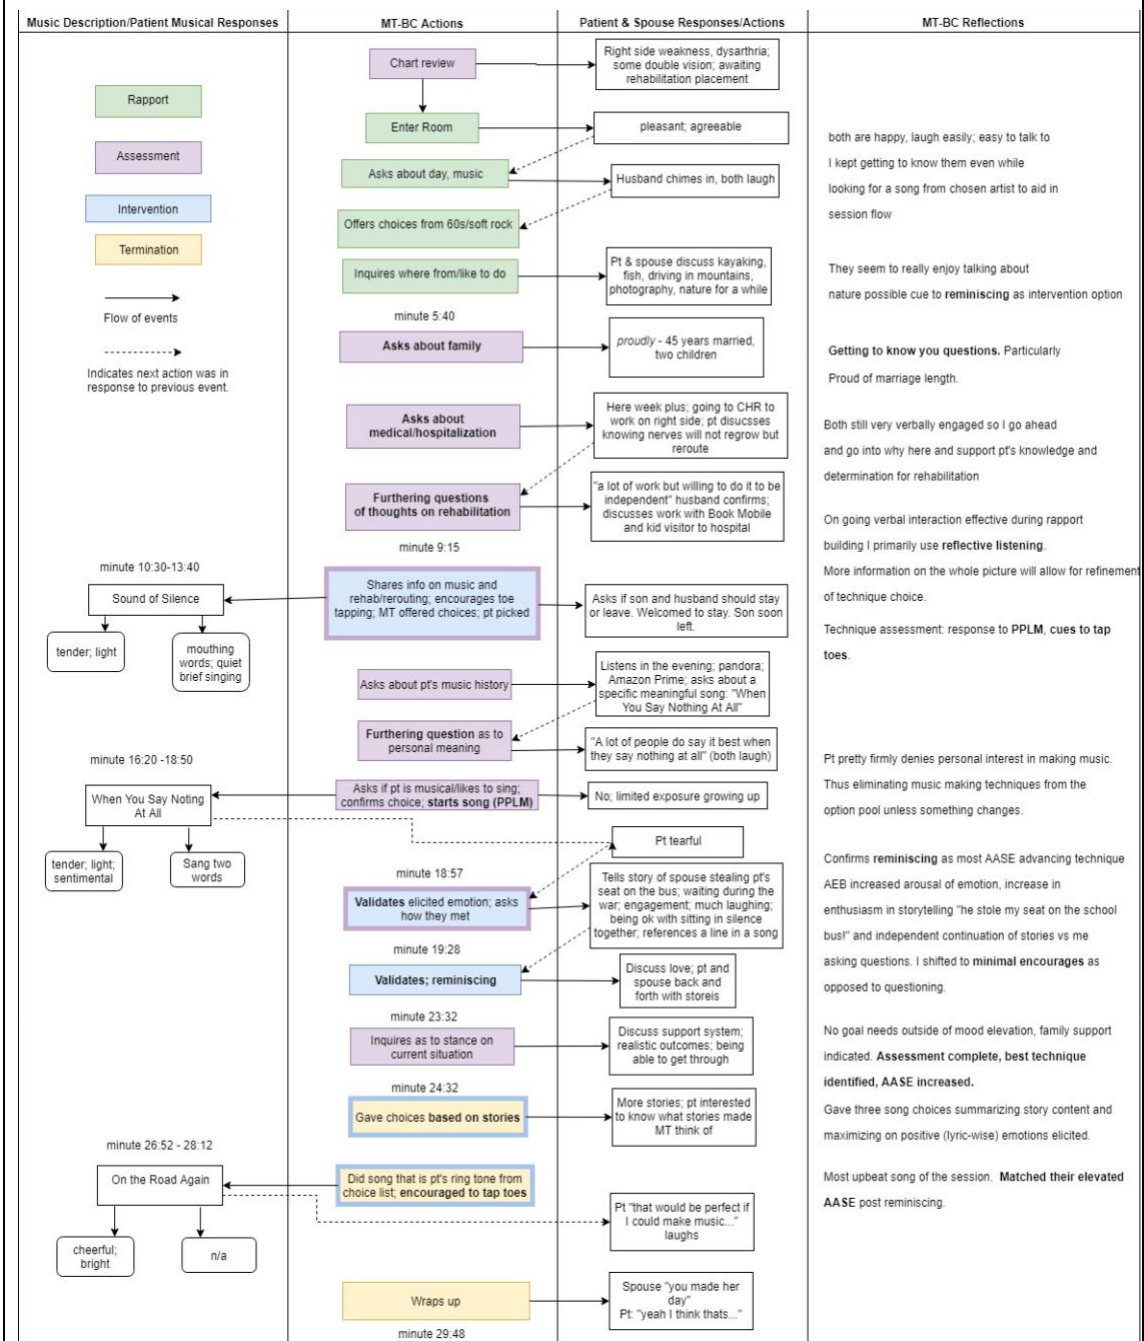 Music Description/Patient Musical Responses
MT-BC Actions
Patient & Spouse Responses/Actions
MT-BC Reflections
Rapport
Assessment
Intervention
Termination
Flow of events
Indicates next action was in
response to previous event.
Chart review
Right side weakness, dysarthria;
some double vision; awaiting
rehabilitation placement
Enter Room
pleasant; agreeable
both are happy, laugh easily; easy to talk to
I kept getting to know them even while
looking for a song from chosen artist to aid in
session flow
Asks about day, music
Husband chimes in, both laugh
Offers choices from 60s/soft rock
Inquires where from/like to do
Pt & spouse discuss kayaking,
fish, driving in mountains,
photography, nature for a while
They seem to really enjoy talking about
nature possible cue to reminiscing as intervention option
minute 5:40
Asks about family
proudly - 45 years married,
two children
Getting to know you questions. Particularly
Proud of marriage length.
Asks about
medical/hospitalization
Here week plus; going to CHR to
work on right side; pt disucsses
knowing nerves will not regrow but
reroute
Both still very verbally engaged so I go ahead
and go into why here and support pt's knowledge and
determination for rehabilitation
Furthering questions
of thoughts on rehabilitation
"a lot of work but willing to do it to be
independent" husband confirms;
discusses work with Book Mobile
and kid visitor to hospital
On going verbal interaction effective during rapport
building I primarily use reflective listening.
More information on the whole picture will allow for refinement
of technique choice.
minute 9:15
minute 10:30-13:40
Sound of Silence
tender; light
mouthing
words; quiet
brief singing
Shares info on music and
rehab/rerouting; encourages toe
tapping; MT offered choices; pt picked
Asks if son and husband should stay
or leave. Welcomed to stay. Son soon
left.
Technique assessment: response to PPLM, cues to tap
toes.
Asks about pt's music history
Listens in the evening; pandora;
Amazon Prime; asks about a
specific meaningful song: "When
You Say Nothing At All"
Furthering question as to
personal meaning
"A lot of people do say it best when
they say nothing at all" (both laugh)
minute 16:20 -18:50
When You Say Noting
At All
tender; light;
sentimental
Sang two
words
Asks if pt is musical/likes to sing;
confirms choice; starts song (PPLM)
No; limited exposure growing up
Pt pretty firmly denies personal interest in making music.
Thus eliminating music making techniques from the
option pool unless something changes.
Pt tearful
minute 18:57
Validates elicited emotion; asks
how they met
Tells story of spouse stealing pt's
seat on the bus; waiting during the
war; engagement; much laughing;
being ok with sitting in silence
together; references a line in a song
Confirms reminiscing as most AASE advancing technique
AEB increased arousal of emotion, increase in
enthusiasm in storytelling "he stole my seat on the school
bus!" and independent continuation of stories vs me
asking questions. I shifted to minimal encourages as
opposed to questioning.
minute 19:28
Validates; reminiscing
Discuss love; pt and
spouse back and
forth with storeis
minute 23:32
Inquires as to stance on
current situation
Discuss support system;
realistic outcomes; being
able to get through
No goal needs outside of mood elevation, family support
indicated. Assessment complete, best technique
identified, AASE increased.
minute 24:32
Gave choices based on stories
More stories; pt interested
to know what stories made
MT think of
Gave three song choices summarizing story content and
maximizing on positive (lyric-wise) emotions elicited.
minute 26:52 - 28:12
On the Road Again
cheerful;
bright
n/a
Did song that is pt's ring tone from
choice list; encouraged to tap toes
Most upbeat song of the session. Matched their elevated
AASE post reminiscing.
Pt "that would be perfect if
I could make music..."
laughs
Wraps up
Spouse "you made her
day"
Pt: "yeah I think thats..."
minute 29:48